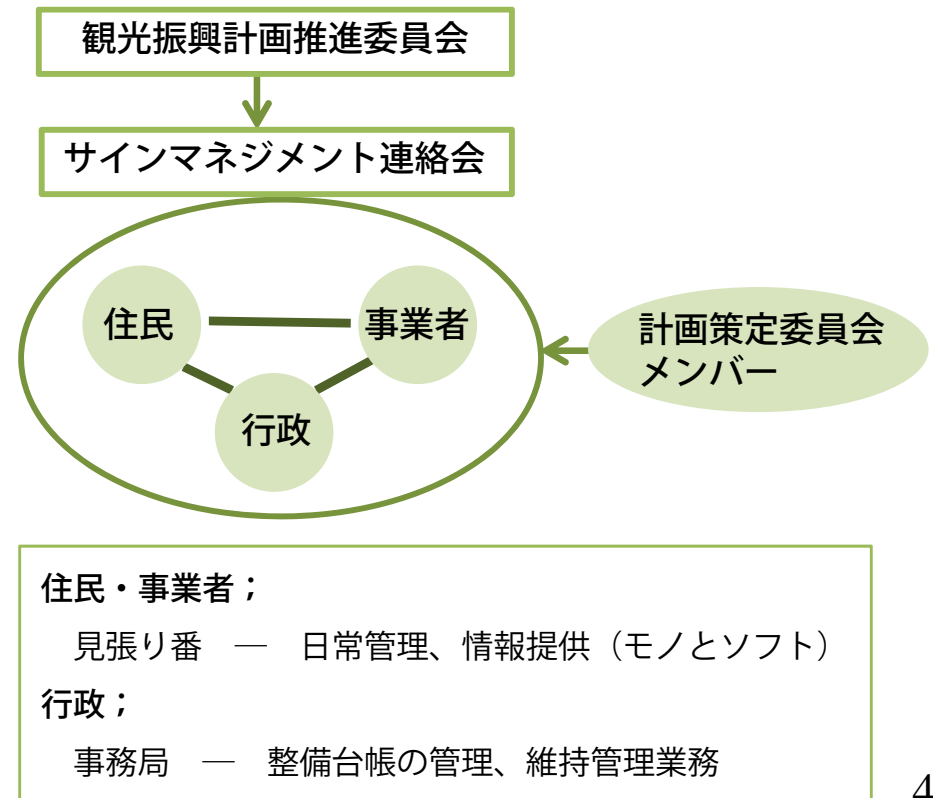 観光振興計画推進委員会
サインマネジメント連絡会
住民
事業者
行政
計画策定委員会
メンバー
住民・事業者；
見張り番　―　日常管理、情報提供（モノとソフト）
行政；
事務局　―　整備台帳の管理、維持管理業務
4